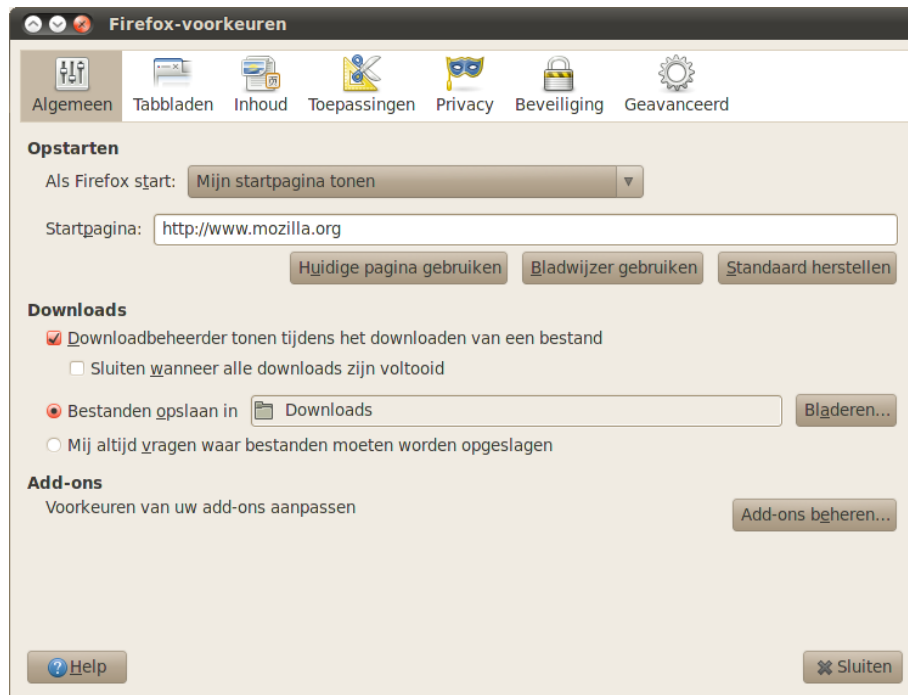 Firefox-voorkeuren
Algemeen Tabbladen Inhoud Toepassingen Privacy Beveiliging Geavanceerd
Opstarten
Als Firefox start: Mijn startpagina tonen
Startpagina: http://www.mozilla.org
Huidige pagina gebruiken Bladwijzer gebruiken Standaard herstellen
Downloads
Downloadbeheerder tonen tijdens het downloaden van een bestand
Sluiten wanneer alle downloads zijn voltooid
Bestanden opslaan in Downloads Bladeren...
Mij altijd vragen waar bestanden moeten worden opgeslagen
Add-ons
Voorkeuren van uw add-ons aanpassen
Add-ons beheren...
Help Sluiten